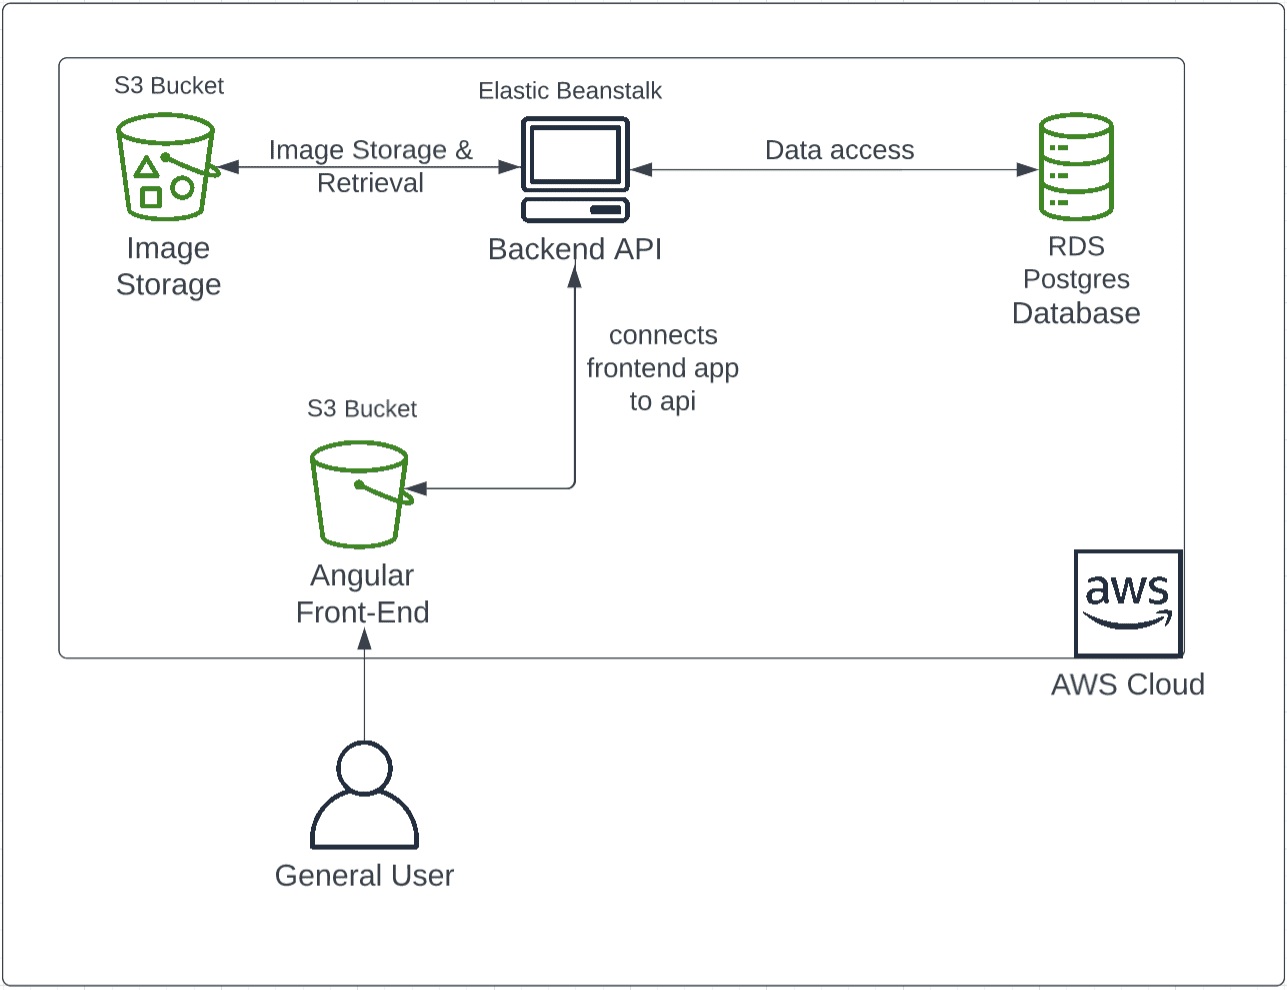 S3 Bucket
Image
Storage
Image Storage &
Retrieval
Elastic Beanstalk
Backend API
Data access
RDS
Postgres
Database
connects
frontend app
to api
S3 Bucket
Angular
Front-End
aws
AWS Cloud
General User